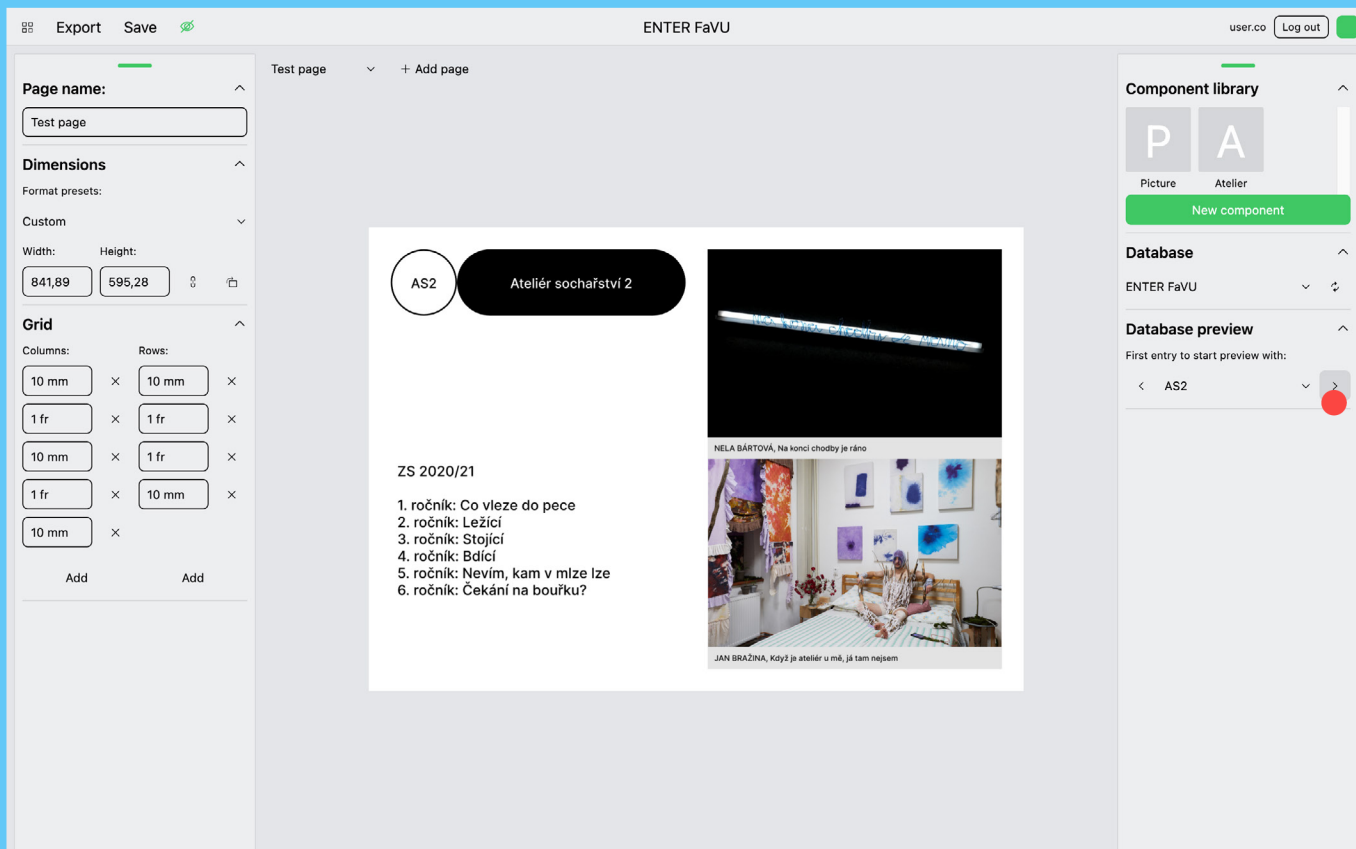 Export Save
ENTER FaVU
user.co Log out
Page name:
Test page
Dimensions
Format presets:
Custom
Width: Height:
841,89 595,28
Grid
Columns: Rows:
10 mm 10 mm
1 fr 1 fr
10 mm 1 fr
1 fr 10 mm
10 mm
Add Add
Test page + Add page
AS2 Ateliér sochařství 2
ZS 2020/21
1. ročník: Co vleze do pece
2. ročník: Ležící
3. ročník: Stojící
4. ročník: Bdící
5. ročník: Nevím, kam v mlze lze
6. ročník: Čekání na bouřku?
NELA BÁRTOVÁ, Na konci chodby je ráno
JAN BRAŽINA, Když je ateliér u mě, já tam nejsem
Component library
P A
Picture Atelier
New component
Database
ENTER FaVU
Database preview
First entry to start preview with:
AS2